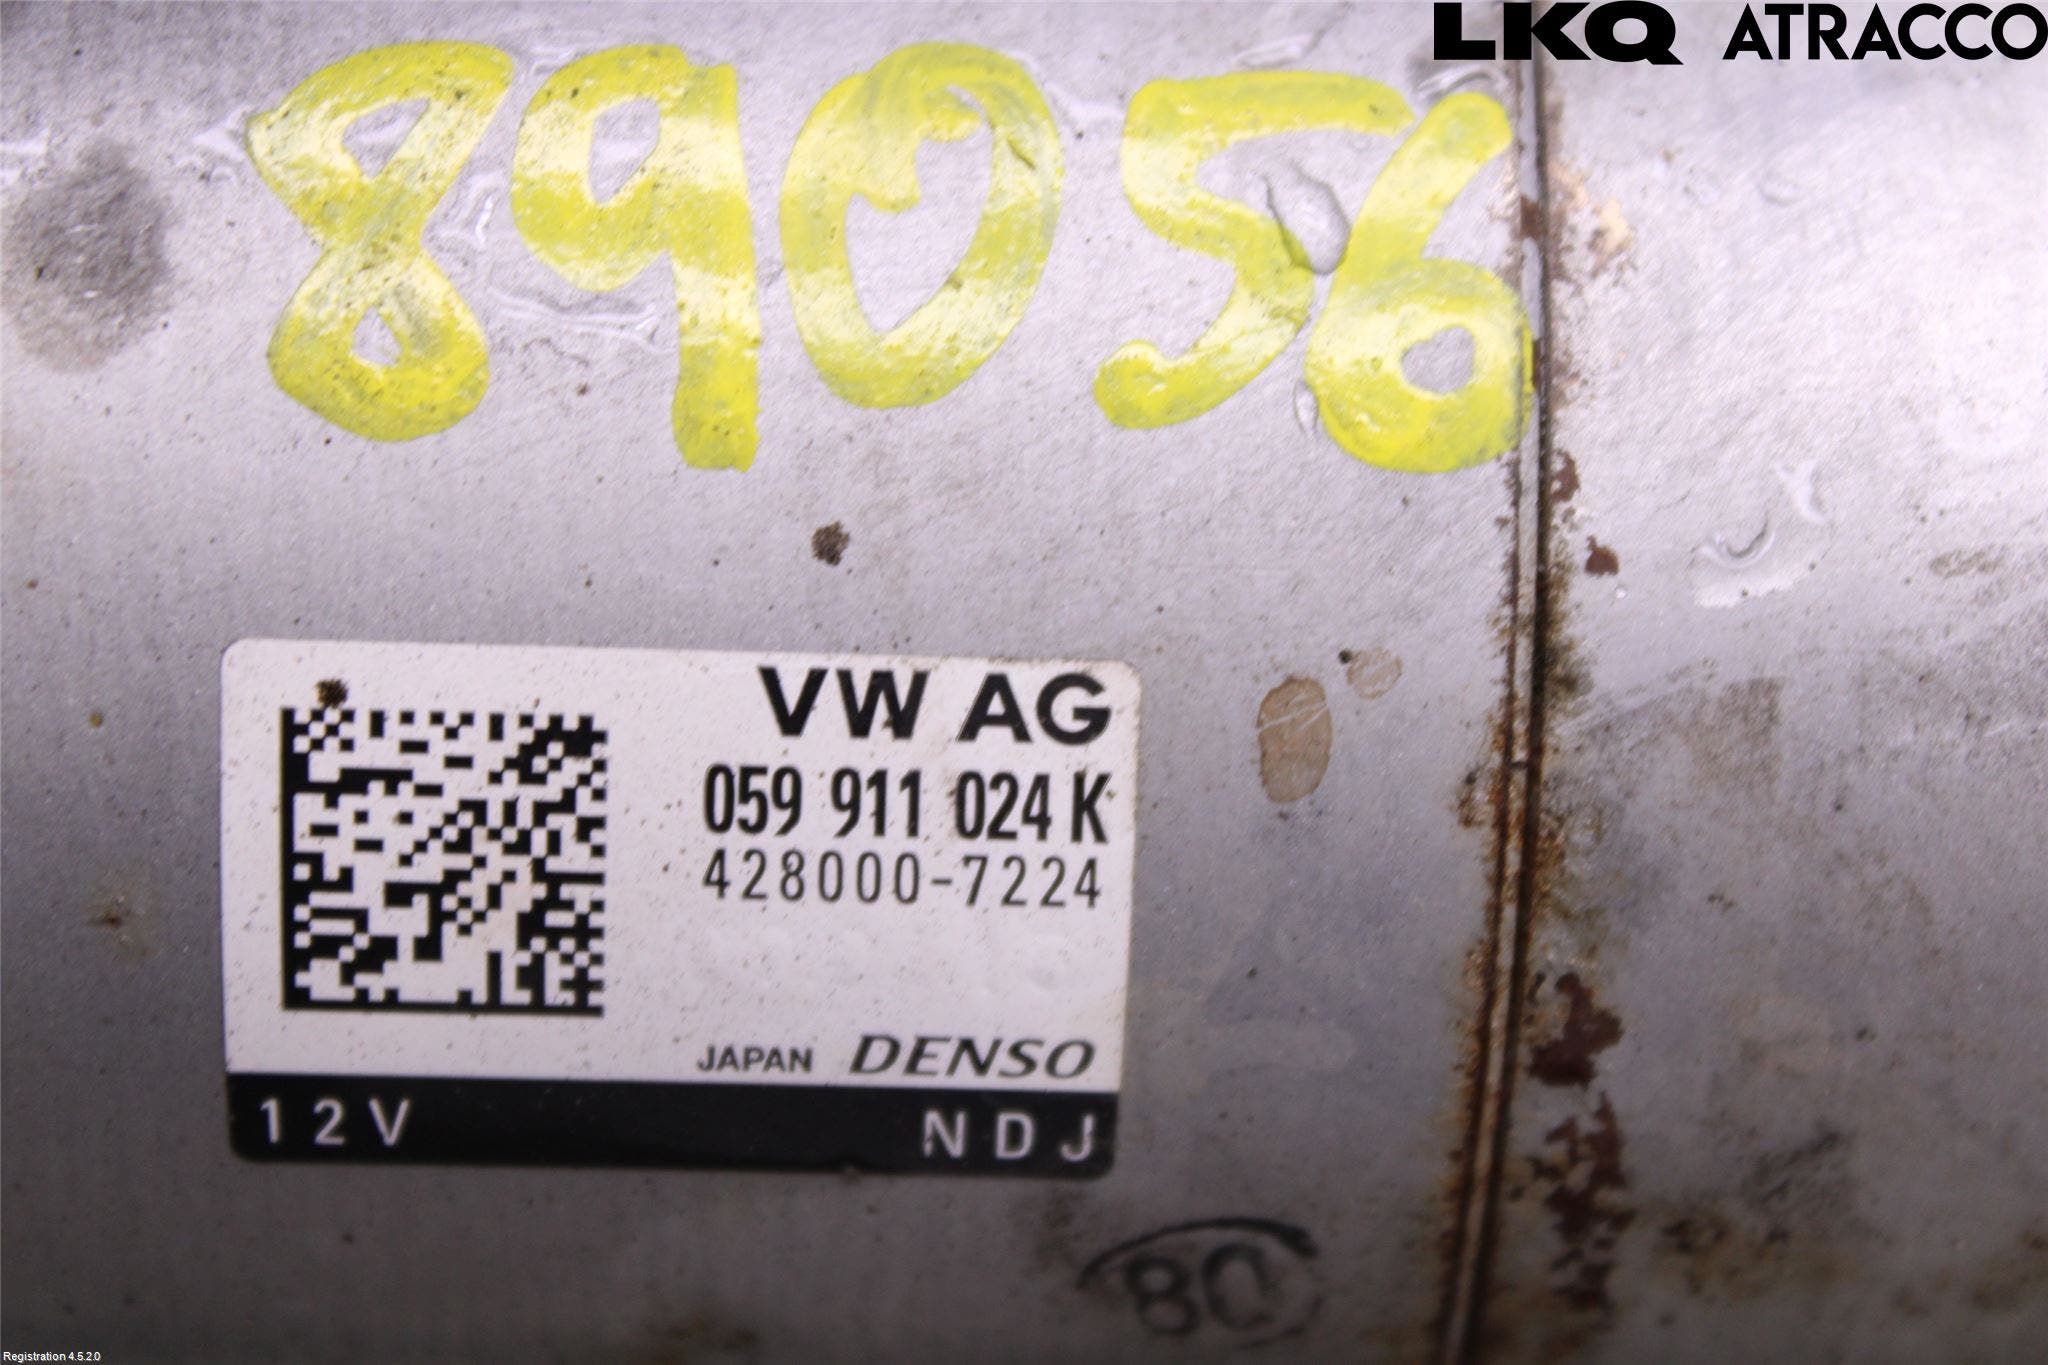 LKQ ATRACCO
89056
VW AG
059 911 024 K
428000-7224
JAPAN DENSO
12V NDJ
80
Registration 4.5.2.0